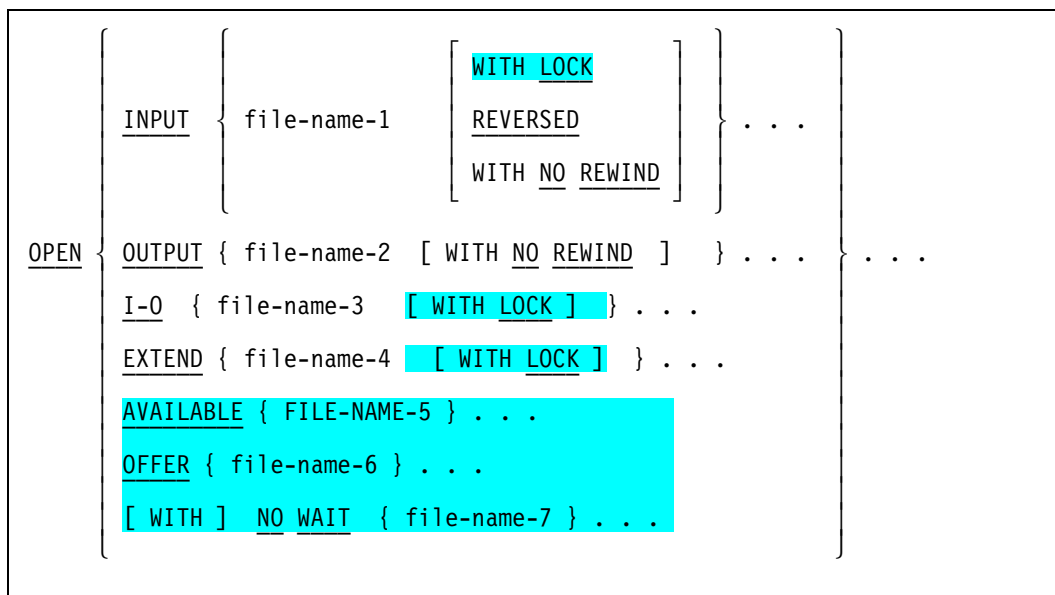 WITH LOCK
INPUT { file-name-1 REVERSED } . . .
WITH NO REWIND
OPEN { OUTPUT { file-name-2 [ WITH NO REWIND ] } . . . } . . .
I-O { file-name-3 [ WITH LOCK ] } . . .
EXTEND { file-name-4 [ WITH LOCK ] } . . .
AVAILABLE { FILE-NAME-5 } . . .
OFFER { file-name-6 } . . .
[ WITH ] NO WAIT { file-name-7 } . . .